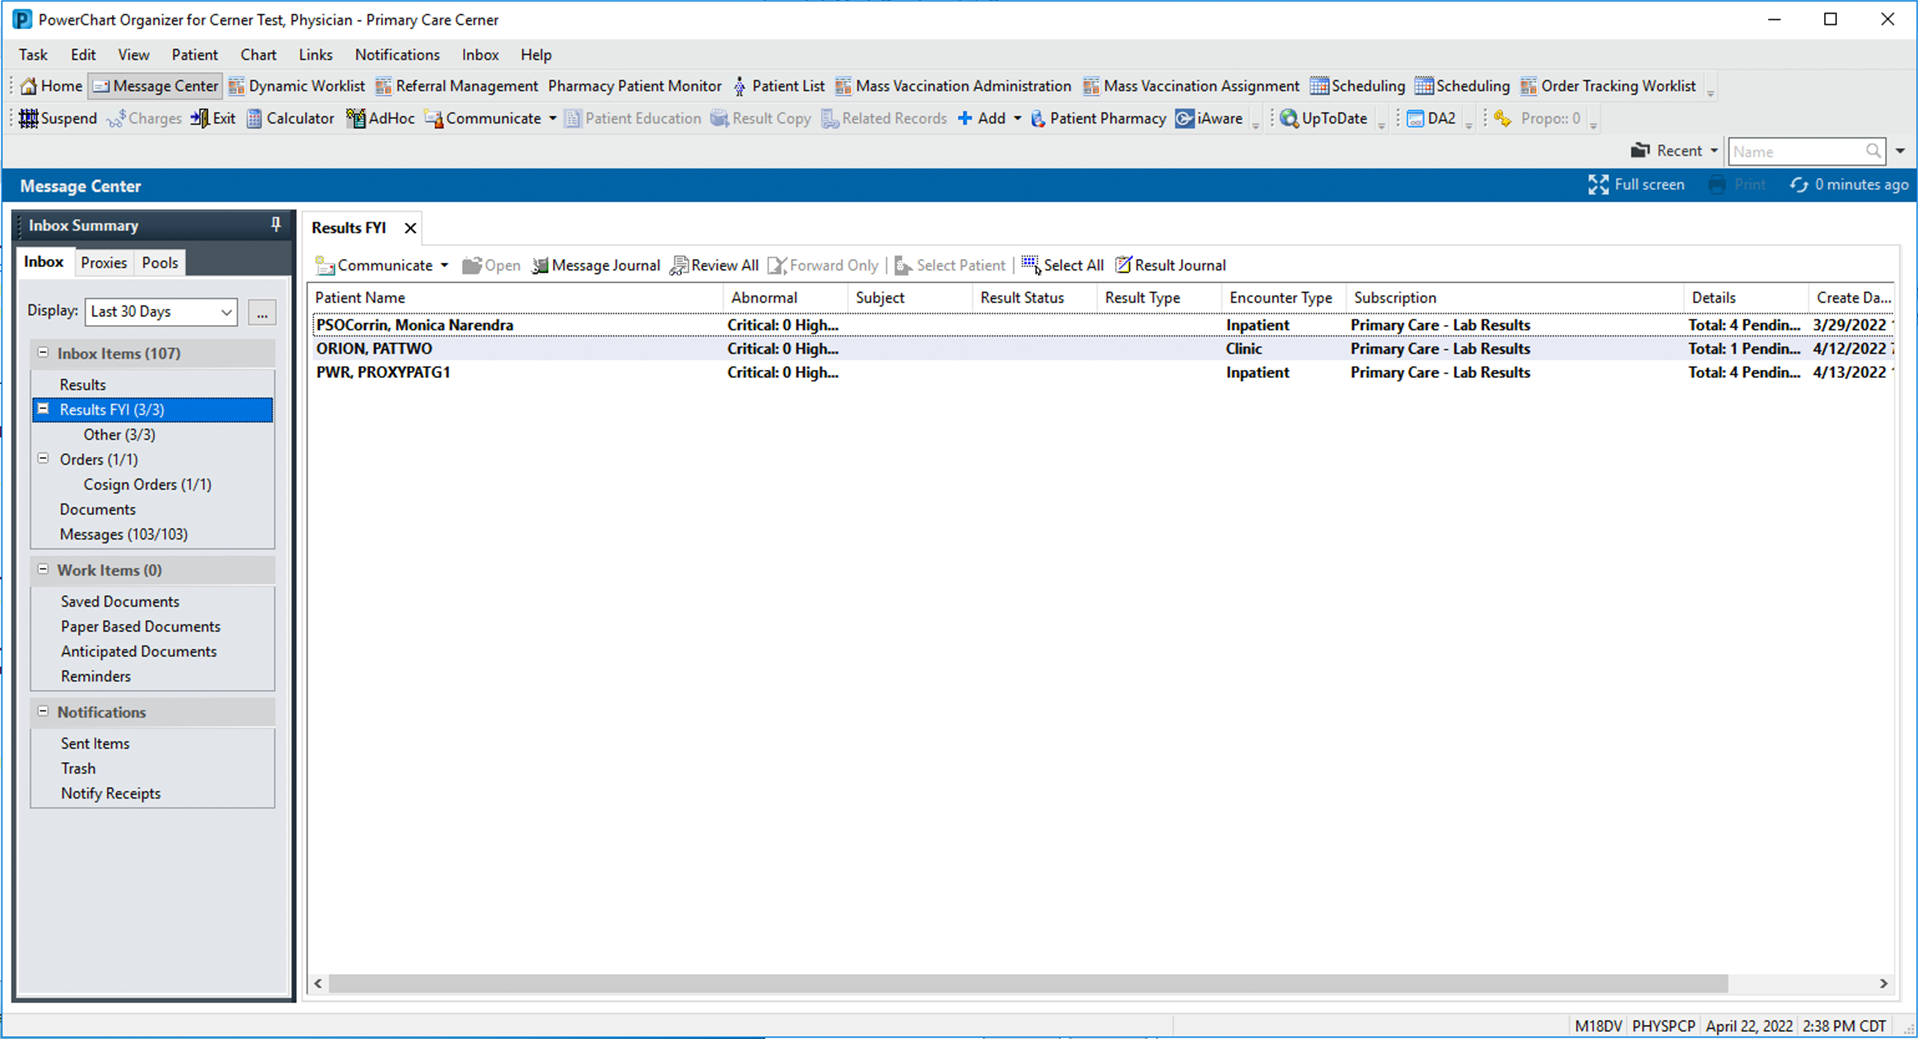 PowerChart Organizer for Cerner Test, Physician - Primary Care Cerner
Task Edit View Patient Chart Links Notifications Inbox Help
Home Message Center Dynamic Worklist Referral Management Pharmacy Patient Monitor Patient List Mass Vaccination Administration Mass Vaccination Assignment Scheduling Scheduling Order Tracking Worklist
Suspend Charges Exit Calculator AdHoc Communicate Patient Education Result Copy Related Records Add Patient Pharmacy iAware UpToDate DA2 Propo:: 0
Recent Name
Message Center Full screen Print 0 minutes ago
Inbox Summary
Inbox Proxies Pools
Display: Last 30 Days ...
Inbox Items (107)
Results
Results FYI (3/3)
Other (3/3)
Orders (1/1)
Cosign Orders (1/1)
Documents
Messages (103/103)
Work Items (0)
Saved Documents
Paper Based Documents
Anticipated Documents
Reminders
Notifications
Sent Items
Trash
Notify Receipts
Results FYI
Communicate Open Message Journal Review All Forward Only Select Patient Select All Result Journal
Patient Name Abnormal Subject Result Status Result Type Encounter Type Subscription Details Create Da...
PSOCorrin, Monica Narendra Critical: 0 High... Inpatient Primary Care - Lab Results Total: 4 Pendin... 3/29/2022
ORION, PATTWO Critical: 0 High... Clinic Primary Care - Lab Results Total: 1 Pendin... 4/12/2022
PWR, PROXYPATG1 Critical: 0 High... Inpatient Primary Care - Lab Results Total: 4 Pendin... 4/13/2022
M18DV PHYSPCP April 22, 2022 2:38 PM CDT